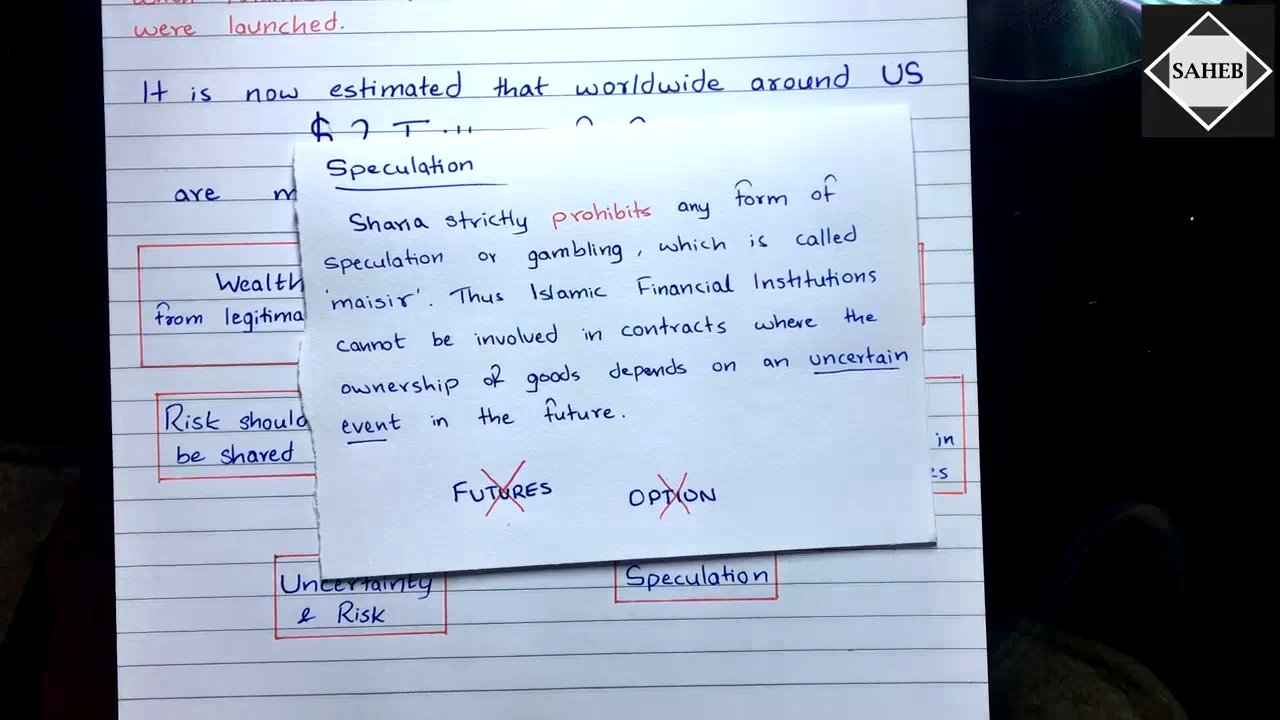 were launched.
SAHEB
It is now estimated that worldwide around US
are
Speculation
Sharia strictly prohibits any form of
speculation or gambling, which is called
'maisir'. Thus Islamic Financial Institutions
cannot be involved in contracts where the
ownership of goods depends on an uncertain
event in the future.
FUTURES OPTION
Wealth
from legitima
Risk should
be shared
in
Uncertainty
& Risk
Speculation